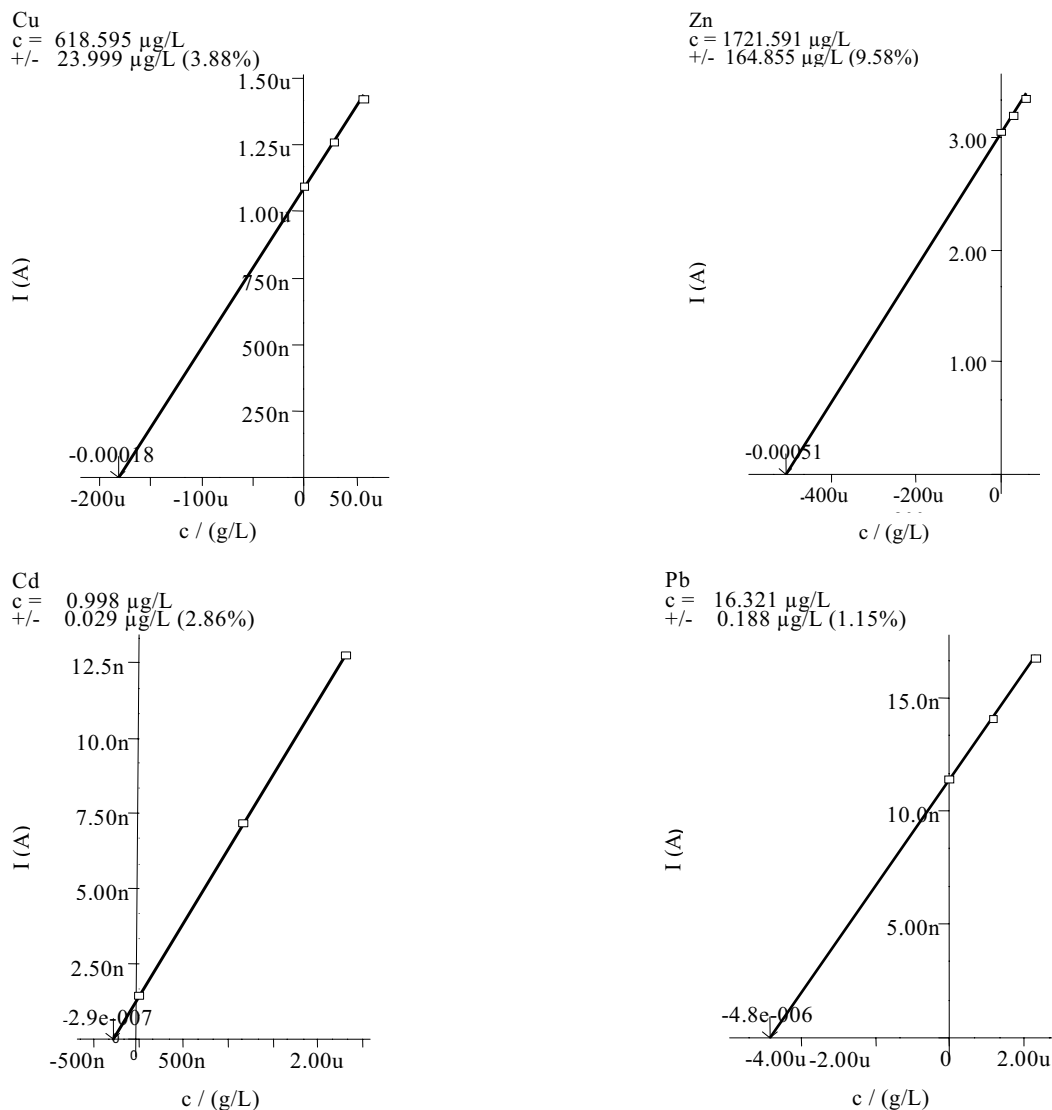 Cu
c = 618.595 µg/L
+/- 23.999 µg/L (3.88%)
1.50u
1.25u
1.00u
750n
500n
250n
I (A)
-0.00018
-200u -100u 0 50.0u
c / (g/L)
Zn
c = 1721.591 µg/L
+/- 164.855 µg/L (9.58%)
3.00
2.00
1.00
I (A)
-0.00051
-400u -200u 0
c / (g/L)
Cd
c = 0.998 µg/L
+/- 0.029 µg/L (2.86%)
12.5n
10.0n
7.50n
5.00n
2.50n
I (A)
-2.9e-007
0
-500n 0 500n 2.00u
c / (g/L)
Pb
c = 16.321 µg/L
+/- 0.188 µg/L (1.15%)
15.0n
10.0n
5.00n
I (A)
-4.8e-006
-4.00u -2.00u 0 2.00u
c / (g/L)